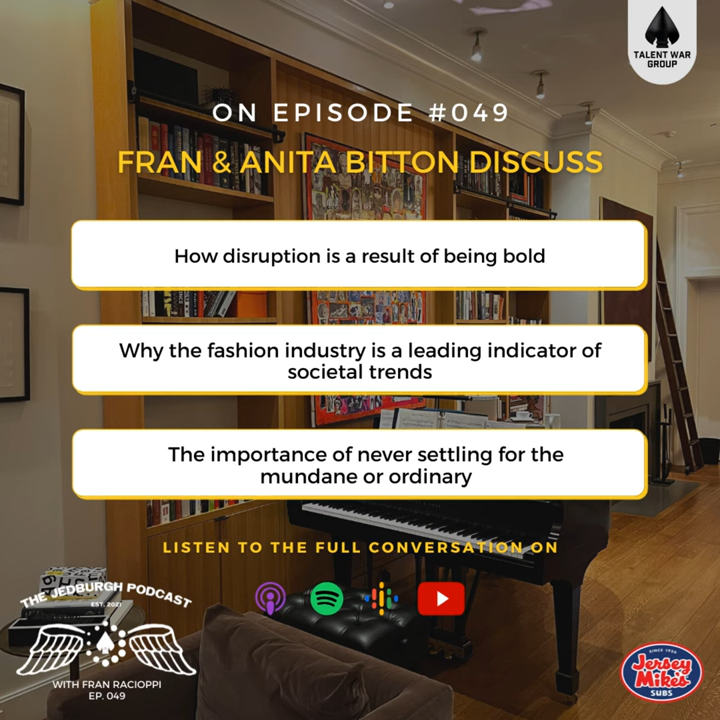 TALENT WAR
GROUP
ON EPISODE #049
FRAN & ANITA BITTON DISCUSS
How disruption is a result of being bold
Why the fashion industry is a leading indicator of
societal trends
The importance of never settling for the
mundane or ordinary
LISTEN TO THE FULL CONVERSATION ON
THE JEDBURGH PODCAST
EST. 2021
WITH FRAN RACIOPPI
EP. 049
SINCE 1956
Jersey
Mike's
SUBS